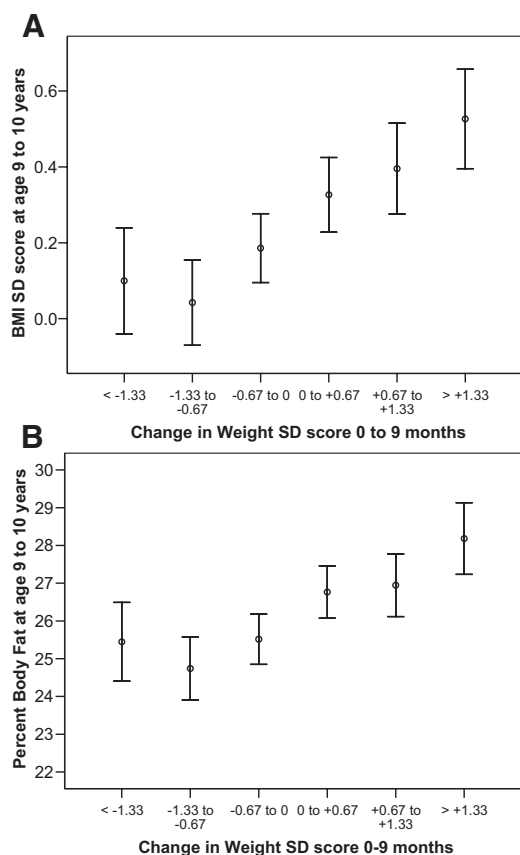 A
BMI SD score at age 9 to 10 years
0.6
0.4
0.2
0.0
< -1.33
-1.33 to
-0.67
-0.67 to 0
0 to +0.67
+0.67 to
+1.33
> +1.33
Change in Weight SD score 0 to 9 months
B
Percent Body Fat at age 9 to 10 years
30
29
28
27
26
25
24
23
22
< -1.33
-1.33 to
-0.67
-0.67 to 0
0 to +0.67
+0.67 to
+1.33
> +1.33
Change in Weight SD score 0-9 months